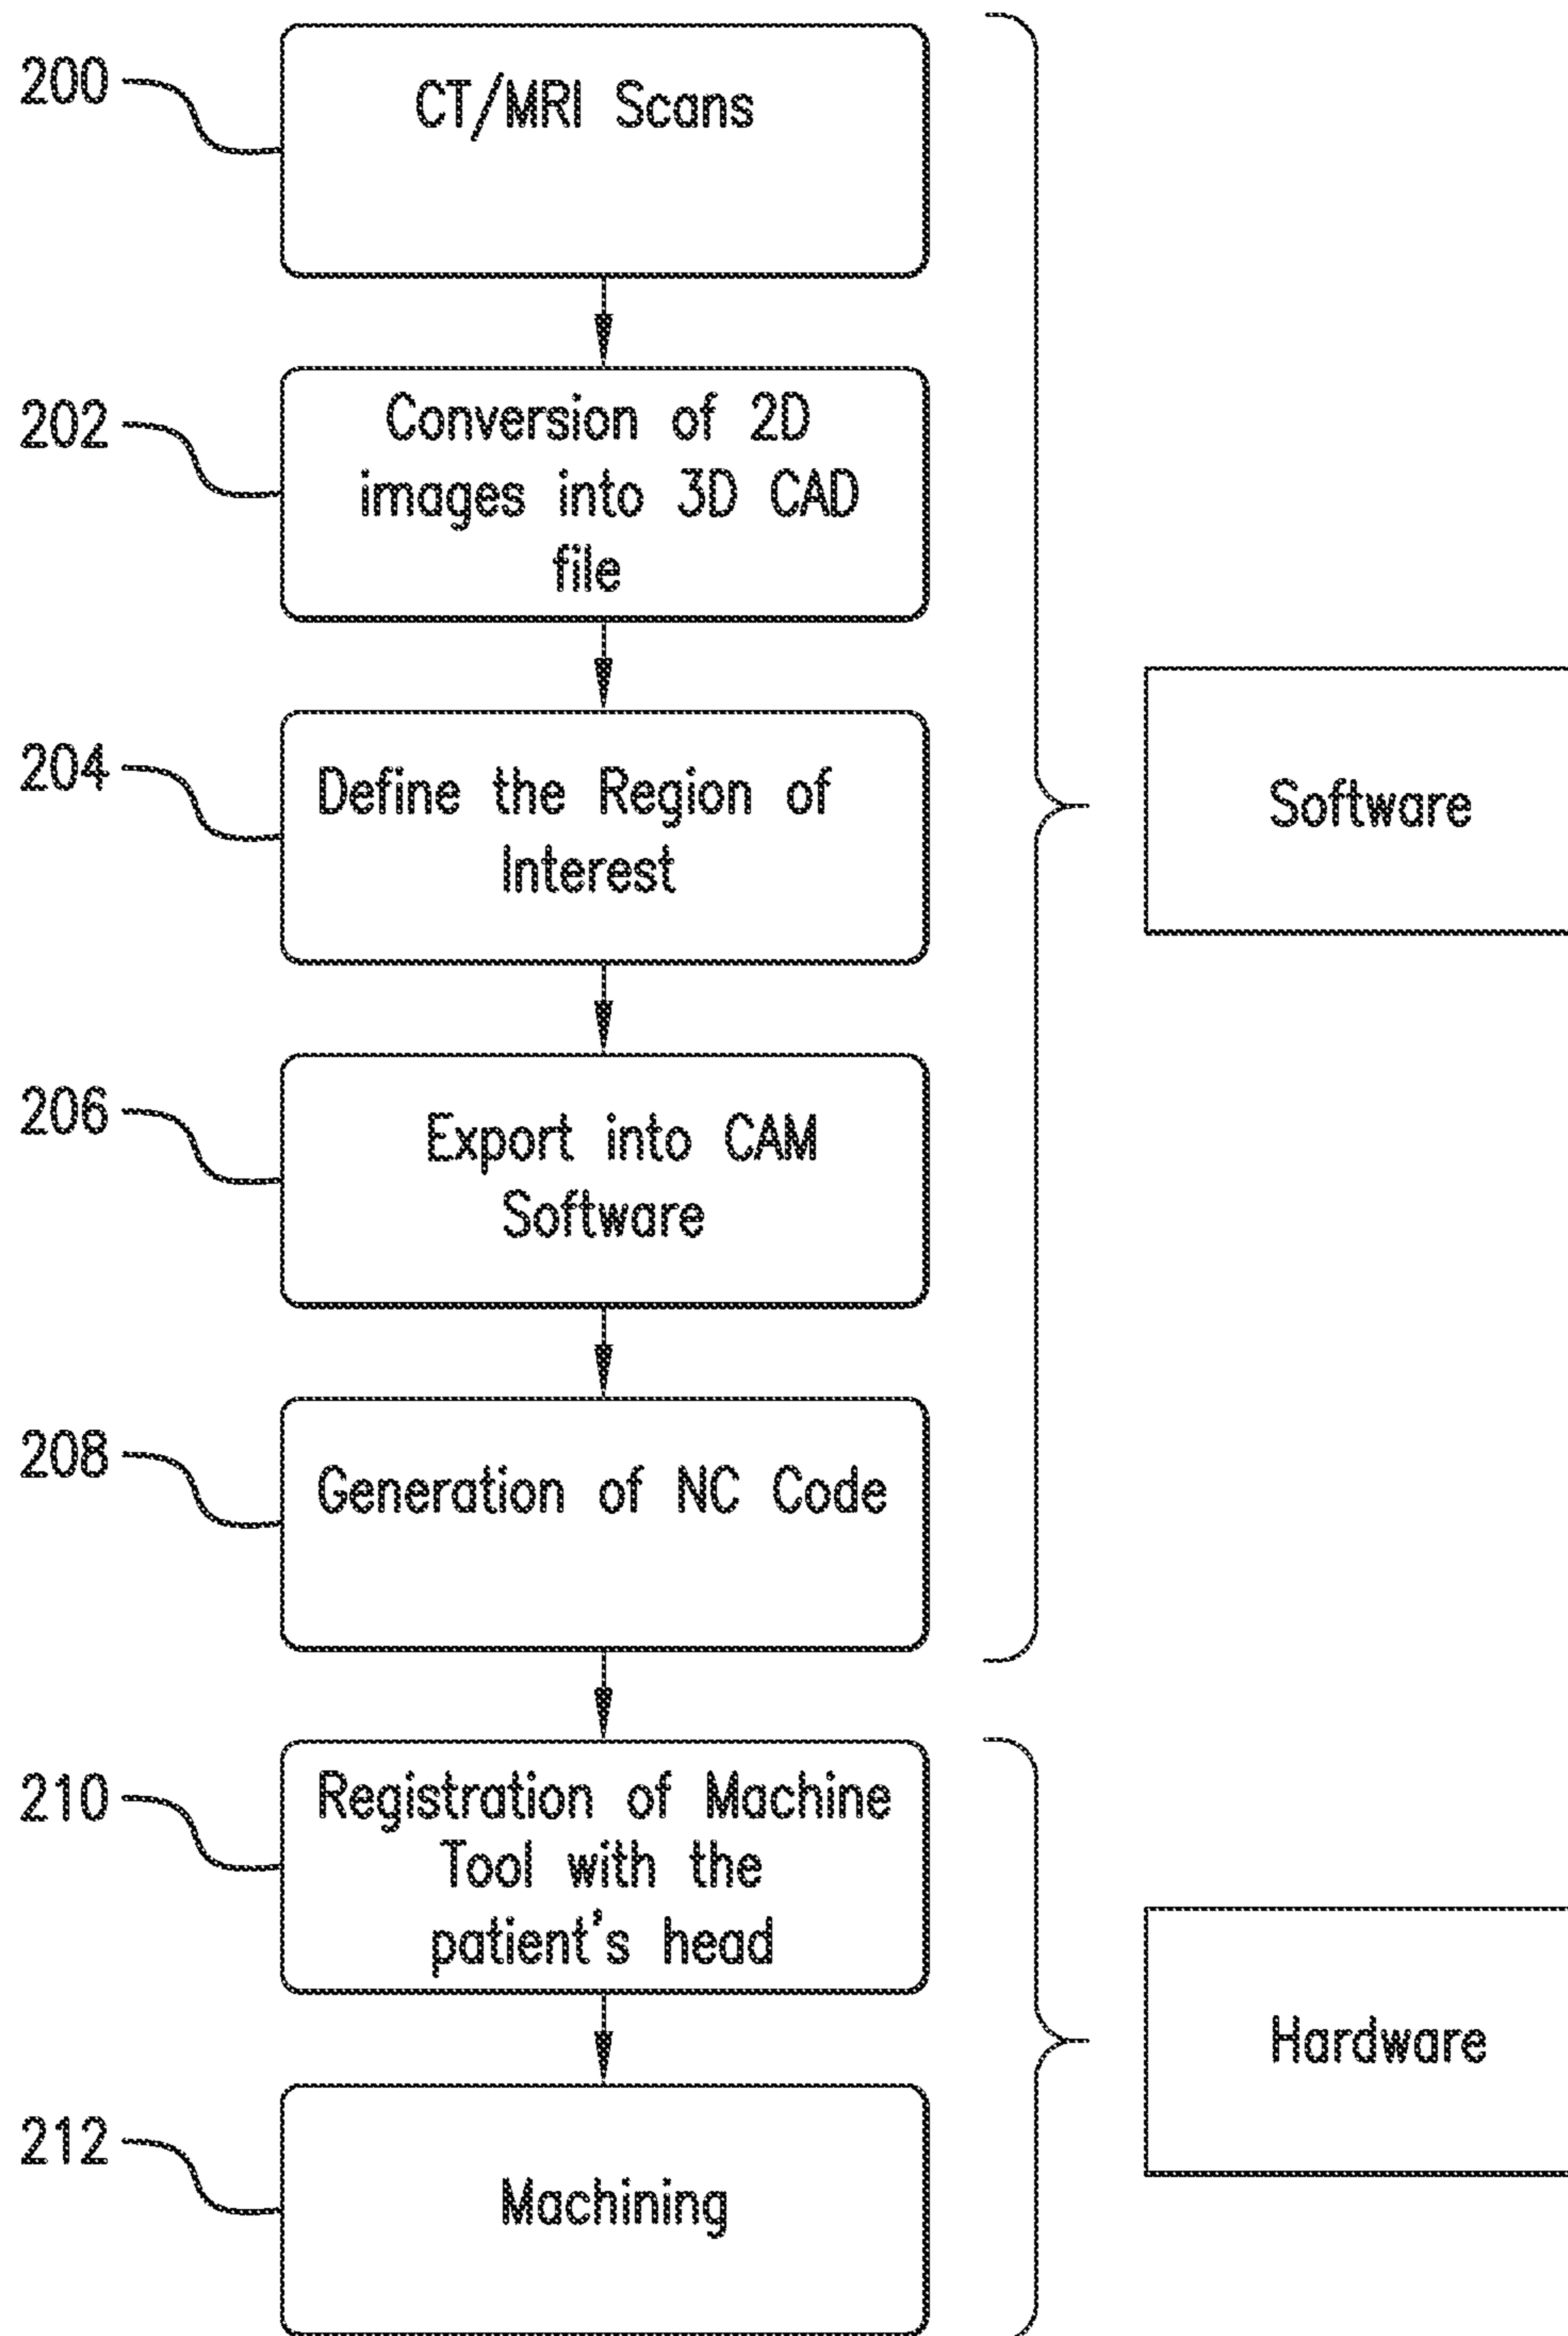 200
CT/MRI Scans
202
Conversion of 2D
images into 3D CAD
file
204
Define the Region of
Interest
Software
206
Export into CAM
Software
208
Generation of NC Code
210
Registration of Machine
Tool with the
patient's head
Hardware
212
Machining